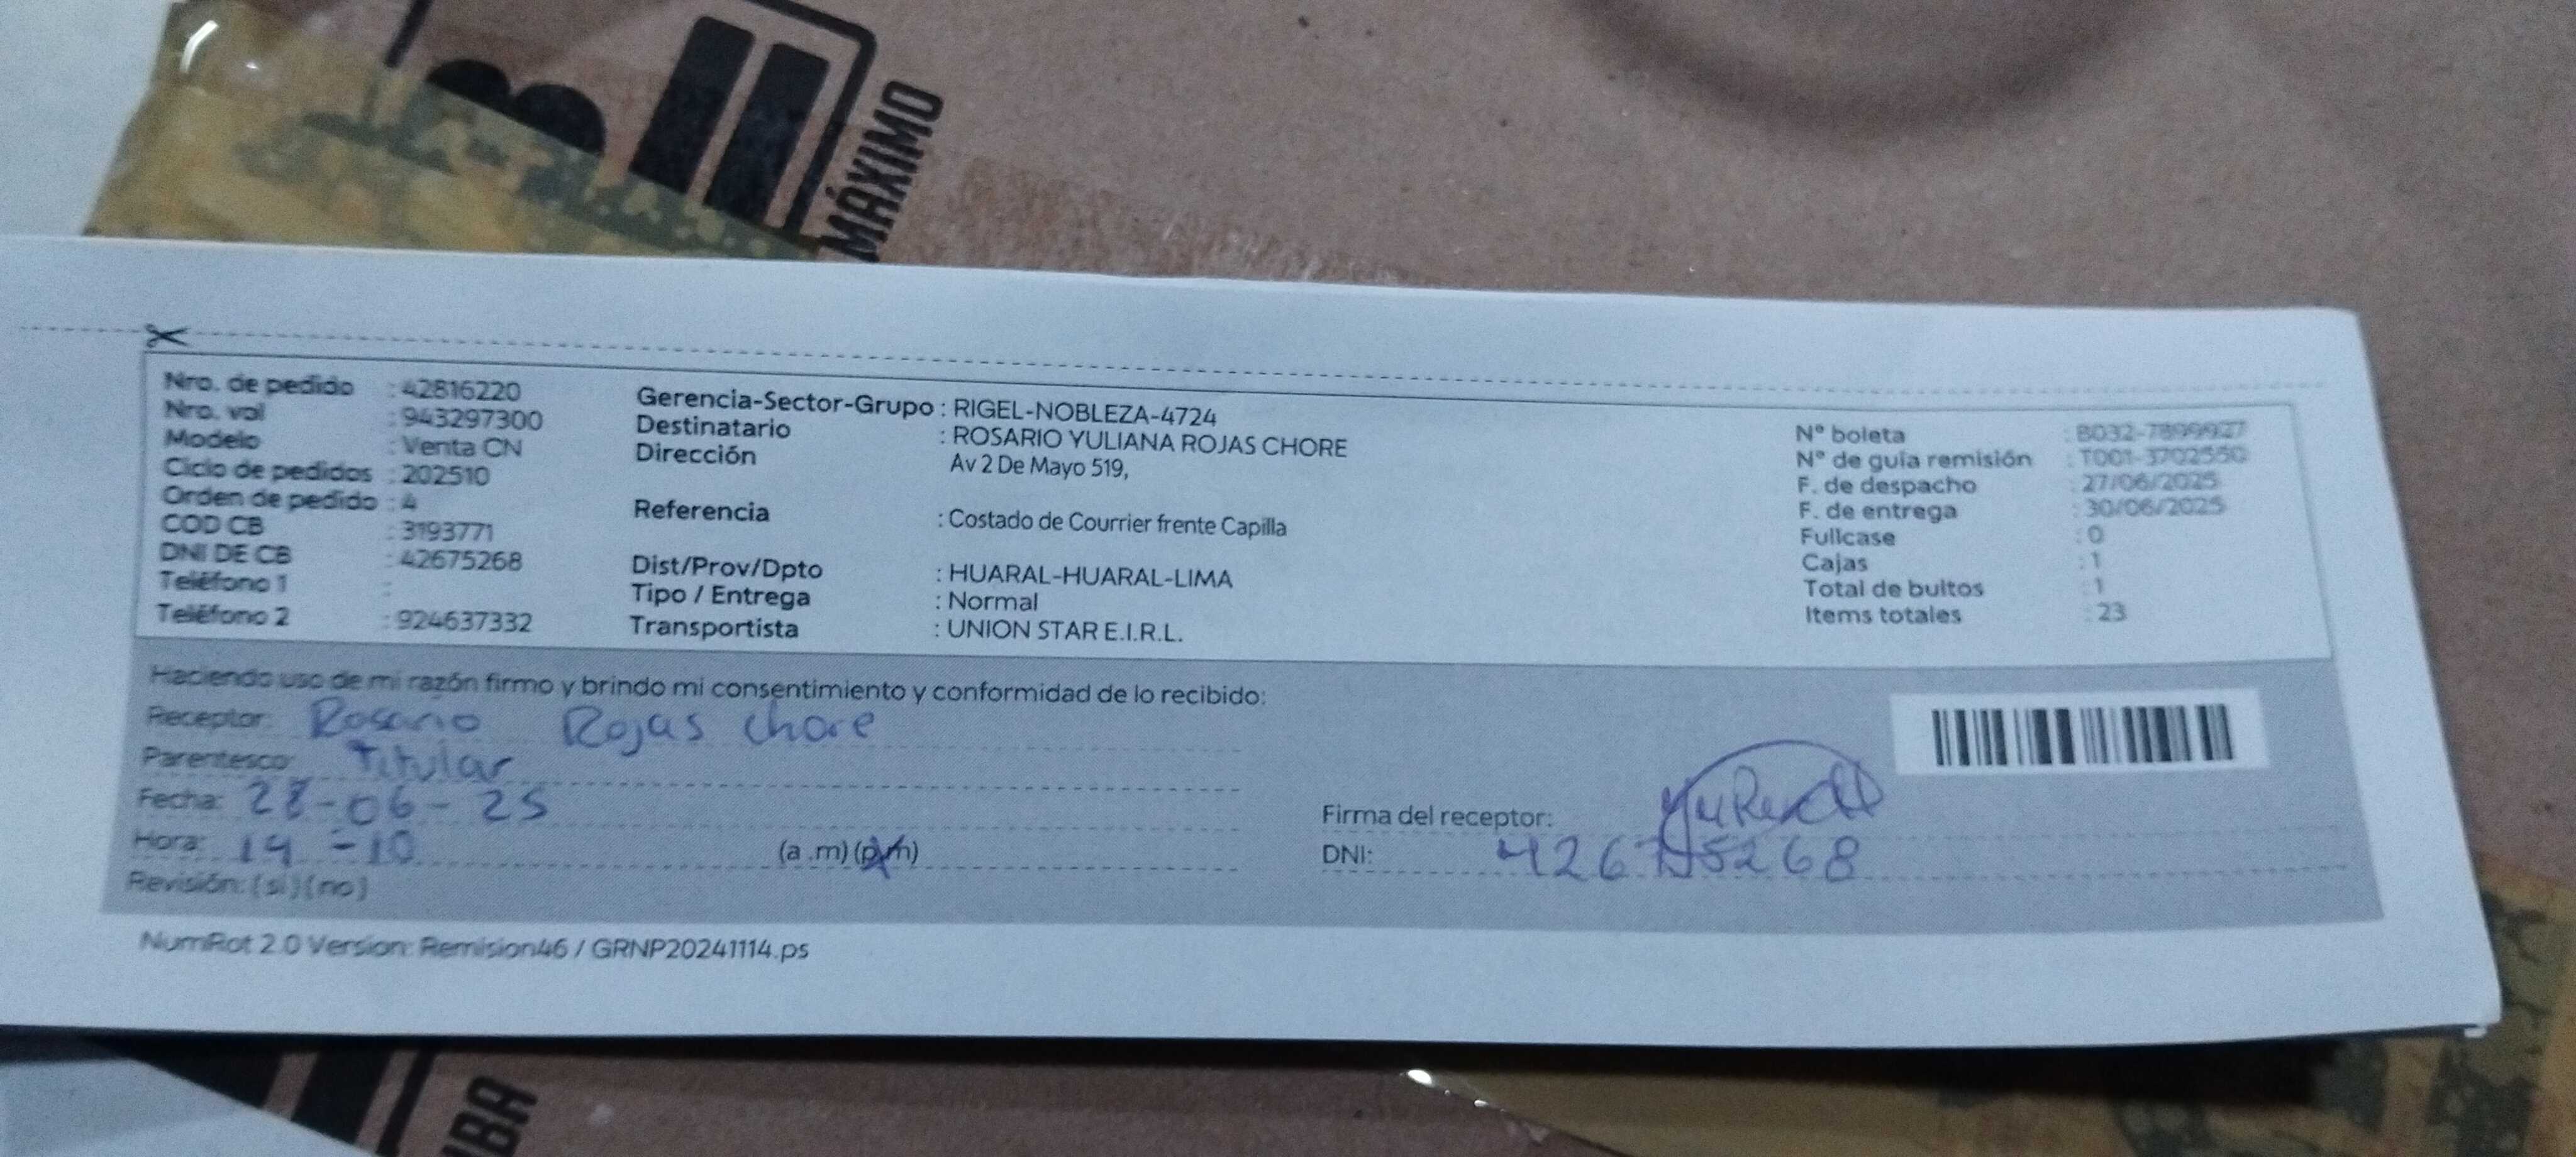 MÁXIMO
Nro. de pedido : 42816220
Nro. val : 943297300
Modelo : Venta CN
Ciclo de pedidos : 202510
Orden de pedido : 4
COD CB : 3193771
DNI DE CB : 42675268
Teléfono 1 :
Teléfono 2 : 924637332
Gerencia-Sector-Grupo : RIGEL-NOBLEZA-4724
Destinatario : ROSARIO YULIANA ROJAS CHORE
Dirección Av 2 De Mayo 519,
Referencia : Costado de Courrier frente Capilla
Dist/Prov/Dpto : HUARAL-HUARAL-LIMA
Tipo / Entrega : Normal
Transportista : UNION STAR E.I.R.L.
N° boleta : B032-7899927
N° de guía remisión : T001-3702550
F. de despacho : 27/06/2025
F. de entrega : 30/06/2025
Fullcase : 0
Cajas : 1
Total de bultos : 1
Items totales : 23
Haciendo uso de mi razón firmo y brindo mi consentimiento y conformidad de lo recibido:
Receptor: Rosario Rojas Chore
Parentesco: Titular
Fecha: 28-06-25
Hora: 14-10 (a .m) (p.m)
Revisión: (si) (no)
Firma del receptor:
DNI: 42675268
NumRot 2.0 Version: Remision46 / GRNP20241114.ps